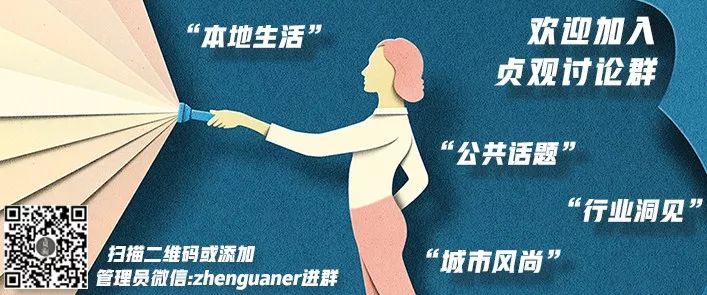 “本地生活”
欢迎加入
贞观讨论群
“公共话题”
“行业洞见”
“城市风尚”
扫描二维码或添加
管理员微信:zhenguaner进群